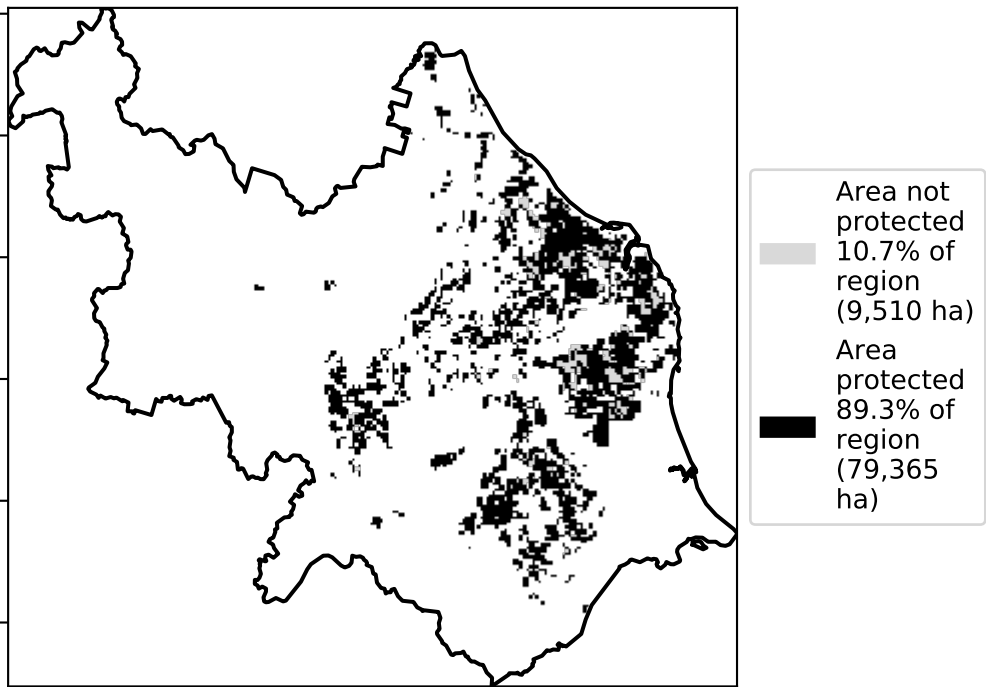 Area not
protected
10.7% of
region
(9,510 ha)
Area
protected
89.3% of
region
(79,365
ha)